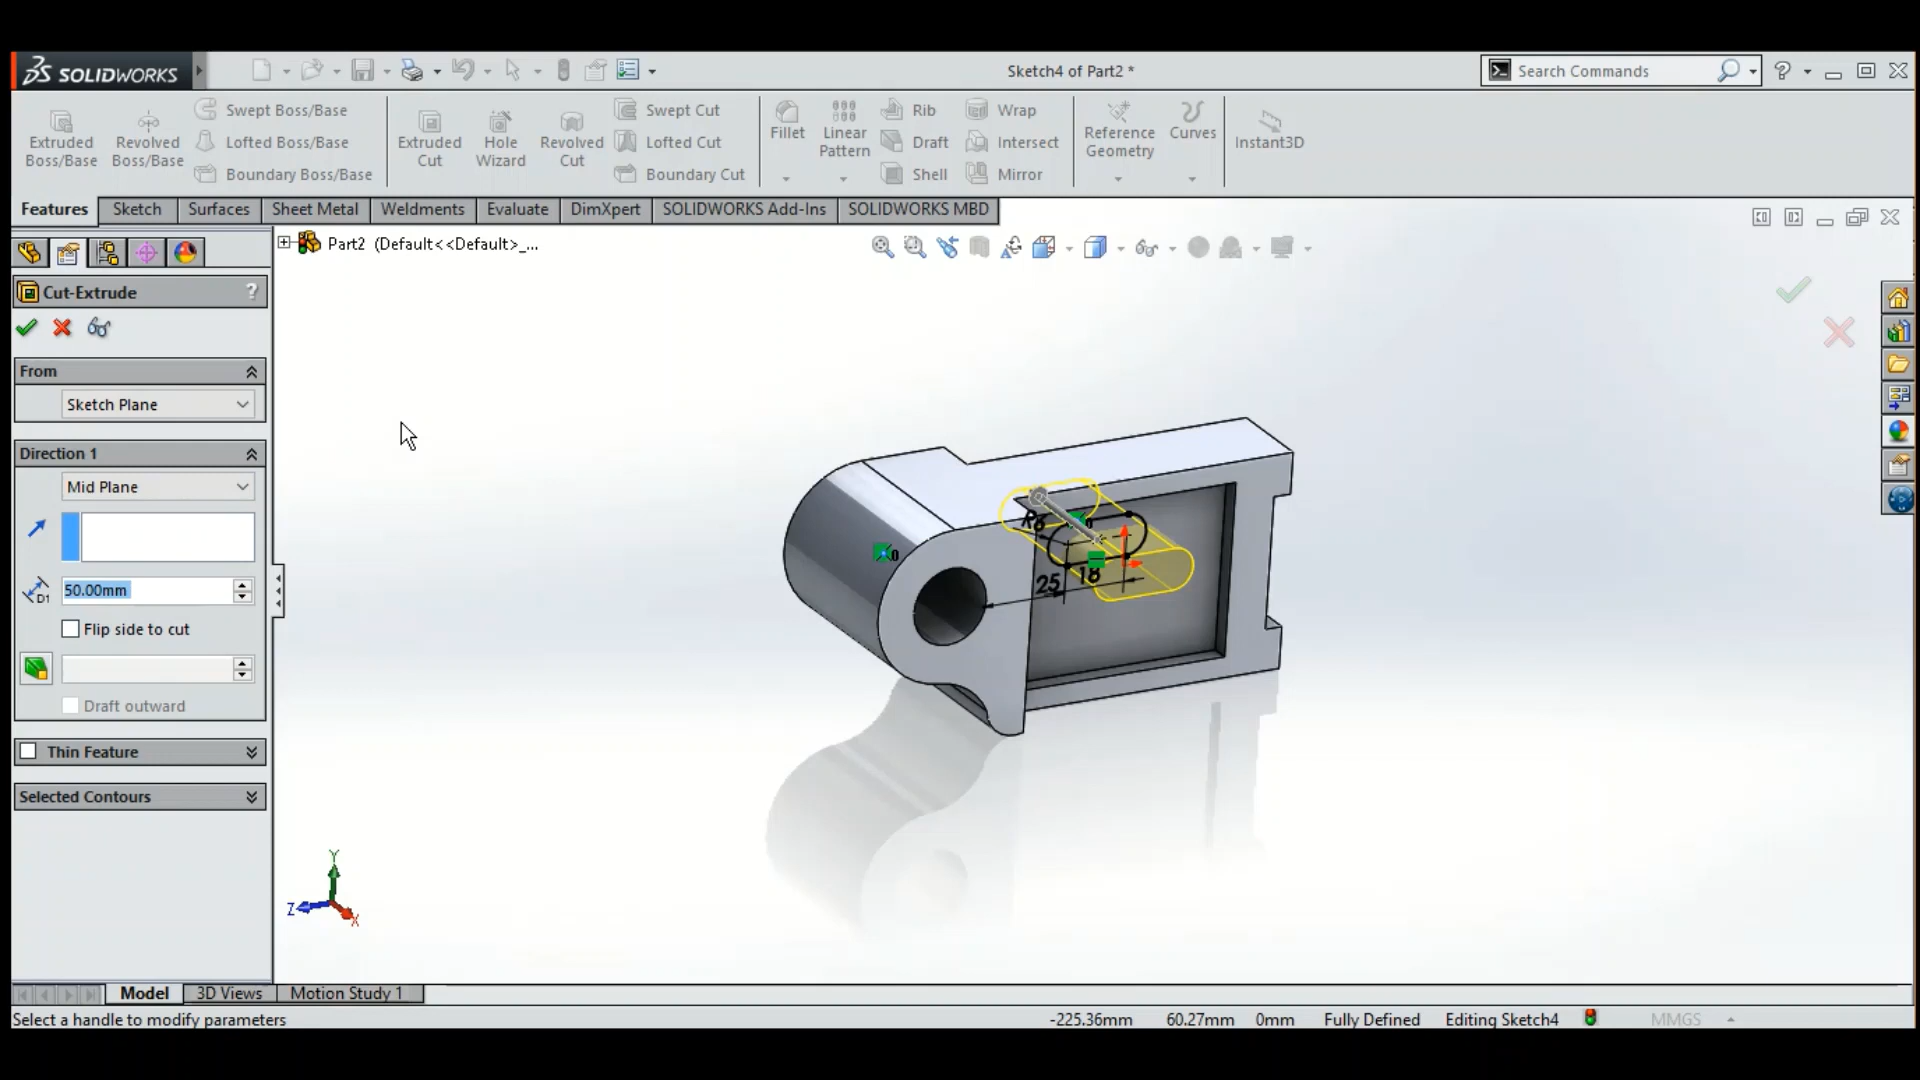 SOLIDWORKS
Sketch4 of Part2 *
Search Commands
Extruded Boss/Base
Revolved Boss/Base
Swept Boss/Base
Lofted Boss/Base
Boundary Boss/Base
Extruded Cut
Hole Wizard
Revolved Cut
Swept Cut
Lofted Cut
Boundary Cut
Fillet
Linear Pattern
Rib
Draft
Shell
Wrap
Intersect
Mirror
Reference Geometry
Curves
Instant3D
Features
Sketch
Surfaces
Sheet Metal
Weldments
Evaluate
DimXpert
SOLIDWORKS Add-Ins
SOLIDWORKS MBD
Part2 (Default<<Default>_...
Cut-Extrude
?
From
Sketch Plane
Direction 1
Mid Plane
D1
50.00mm
Flip side to cut
Draft outward
Thin Feature
Selected Contours
R6
0
0
25
18
Y
Z
X
Model
3D Views
Motion Study 1
Select a handle to modify parameters
-225.36mm
60.27mm
0mm
Fully Defined
Editing Sketch4
MMGS